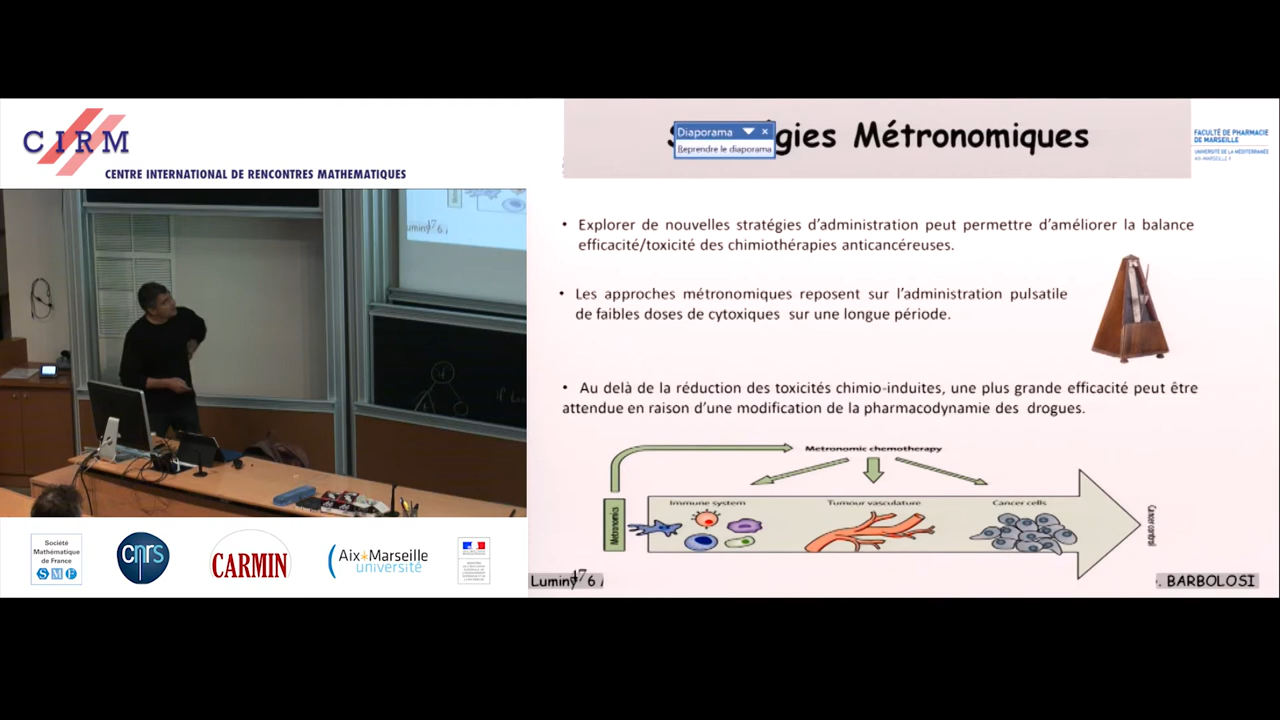 CIRM
CENTRE INTERNATIONAL DE RENCONTRES MATHEMATIQUES
Diaporama
Reprendre le diaporama
gies Métronomiques
FACULTÉ DE PHARMACIE
DE MARSEILLE
UNIVERSITÉ DE LA MÉDITERRANÉE
AIX-MARSEILLE II
• Explorer de nouvelles stratégies d'administration peut permettre d'améliorer la balance
efficacité/toxicité des chimiothérapies anticancéreuses.
• Les approches métronomiques reposent sur l'administration pulsatile
de faibles doses de cytoxiques sur une longue période.
• Au delà de la réduction des toxicités chimio-induites, une plus grande efficacité peut être
attendue en raison d'une modification de la pharmacodynamie des drogues.
Metronomic chemotherapy
Metronomics
Immune system
Tumour vasculature
Cancer cells
Cancer control
Luminy 6
. BARBOLOSI
Société
Mathématique
de France
SMF
cnrs
CARMIN
Aix*Marseille
université